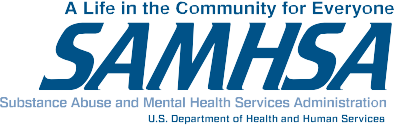 A Life in the Community for Everyone
SAMHSA
Substance Abuse and Mental Health Services Administration
U.S. Department of Health and Human Services